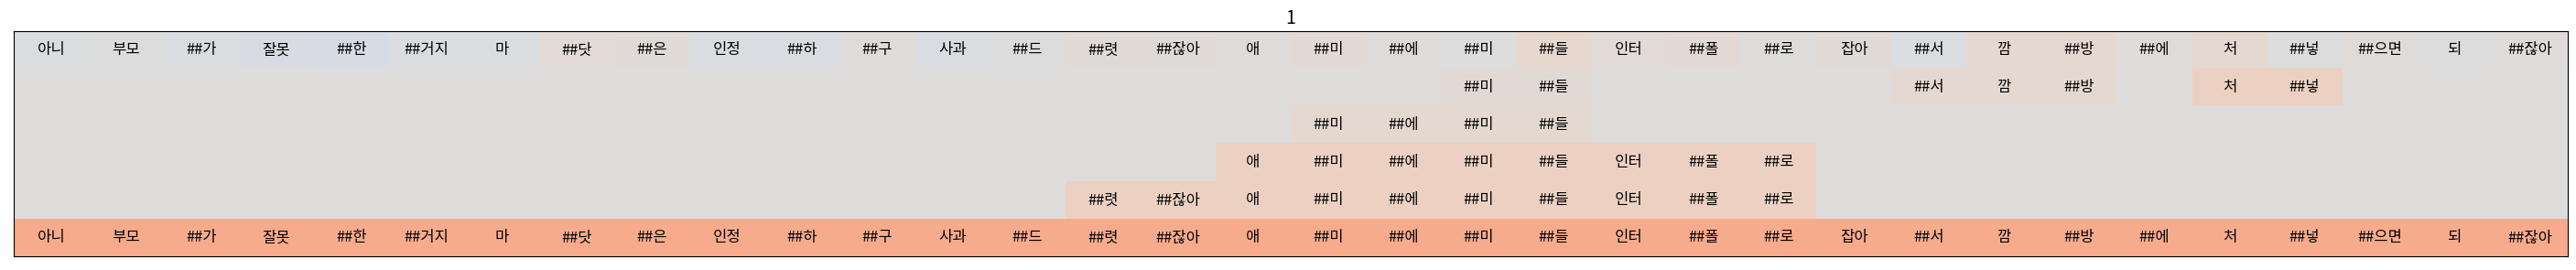 1
아니 부모 ##가 잘못 ##한 ##거지 마 ##닷 ##은 인정 ##하 ##구 사과 ##드 ##렷 ##잖아 애 ##미 ##에 ##미 ##들 인터 ##폴 ##로 잡아 ##서 깜 ##방 ##에 처 ##넣 ##으면 되 ##잖아
##미 ##들 ##서 깜 ##방 처 ##넣
##미 ##에 ##미 ##들
애 ##미 ##에 ##미 ##들 인터 ##폴 ##로
##렷 ##잖아 애 ##미 ##에 ##미 ##들 인터 ##폴 ##로
아니 부모 ##가 잘못 ##한 ##거지 마 ##닷 ##은 인정 ##하 ##구 사과 ##드 ##렷 ##잖아 애 ##미 ##에 ##미 ##들 인터 ##폴 ##로 잡아 ##서 깜 ##방 ##에 처 ##넣 ##으면 되 ##잖아